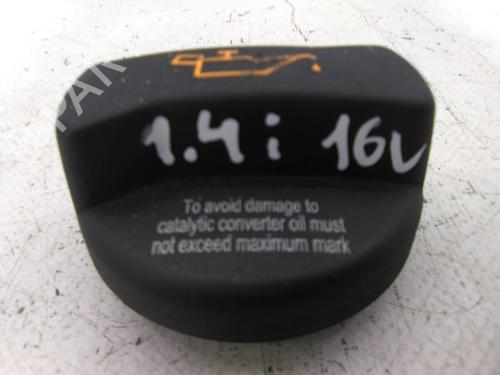 1.4i 16v
To avoid damage to
catalytic converter oil must
not exceed maximum mark